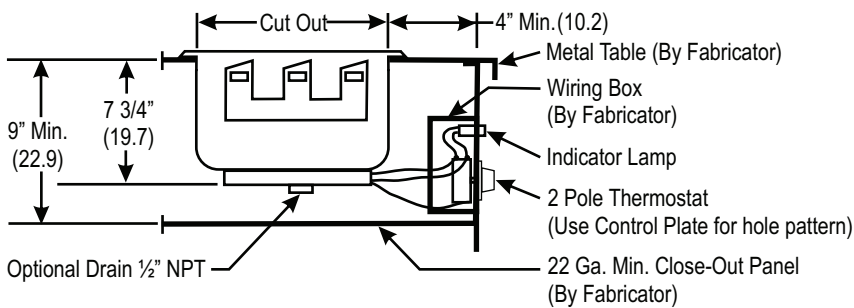 Cut Out
4” Min.(10.2)
Metal Table (By Fabricator)
Wiring Box
(By Fabricator)
7 3/4”
(19.7)
9” Min.
(22.9)
Indicator Lamp
2 Pole Thermostat
(Use Control Plate for hole pattern)
Optional Drain ½” NPT
22 Ga. Min. Close-Out Panel
(By Fabricator)